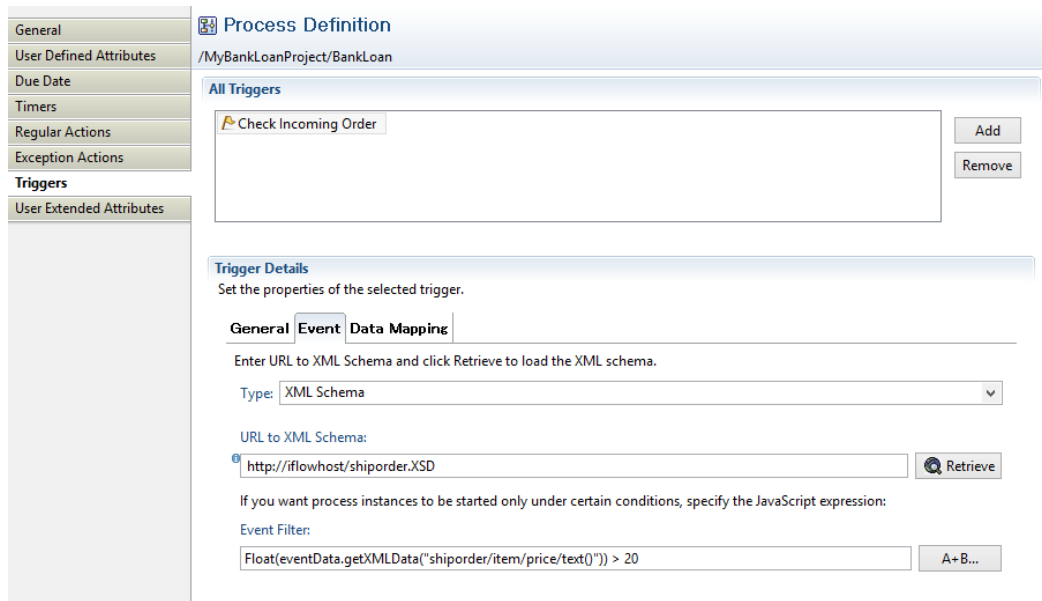 General
User Defined Attributes
Due Date
Timers
Regular Actions
Exception Actions
Triggers
User Extended Attributes
Process Definition
/MyBankLoanProject/BankLoan
All Triggers
Check Incoming Order
Add
Remove
Trigger Details
Set the properties of the selected trigger.
General Event Data Mapping
Enter URL to XML Schema and click Retrieve to load the XML schema.
Type: XML Schema
URL to XML Schema:
http://iflowhost/shiporder.XSD Retrieve
If you want process instances to be started only under certain conditions, specify the JavaScript expression:
Event Filter:
Float(eventData.getXMLData("shiporder/item/price/text()")) > 20 A+B...